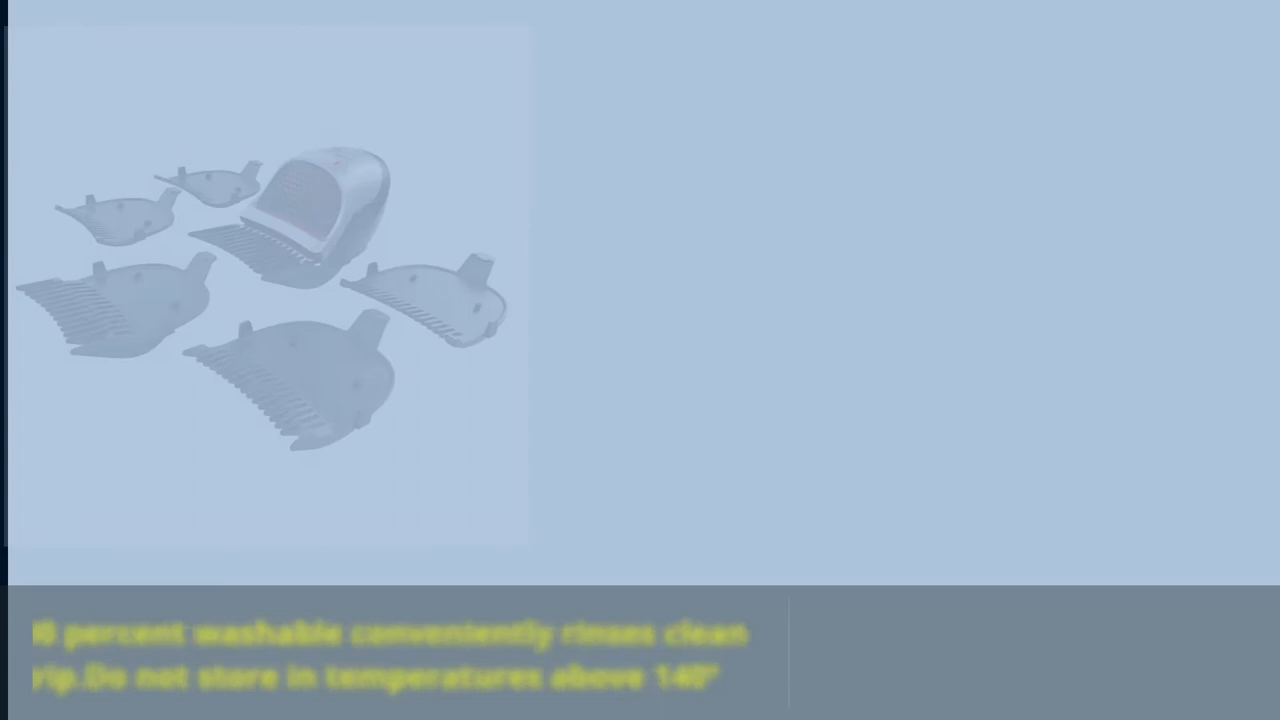 percent washable conveniently rinses clean
Do not store in temperatures above 140°